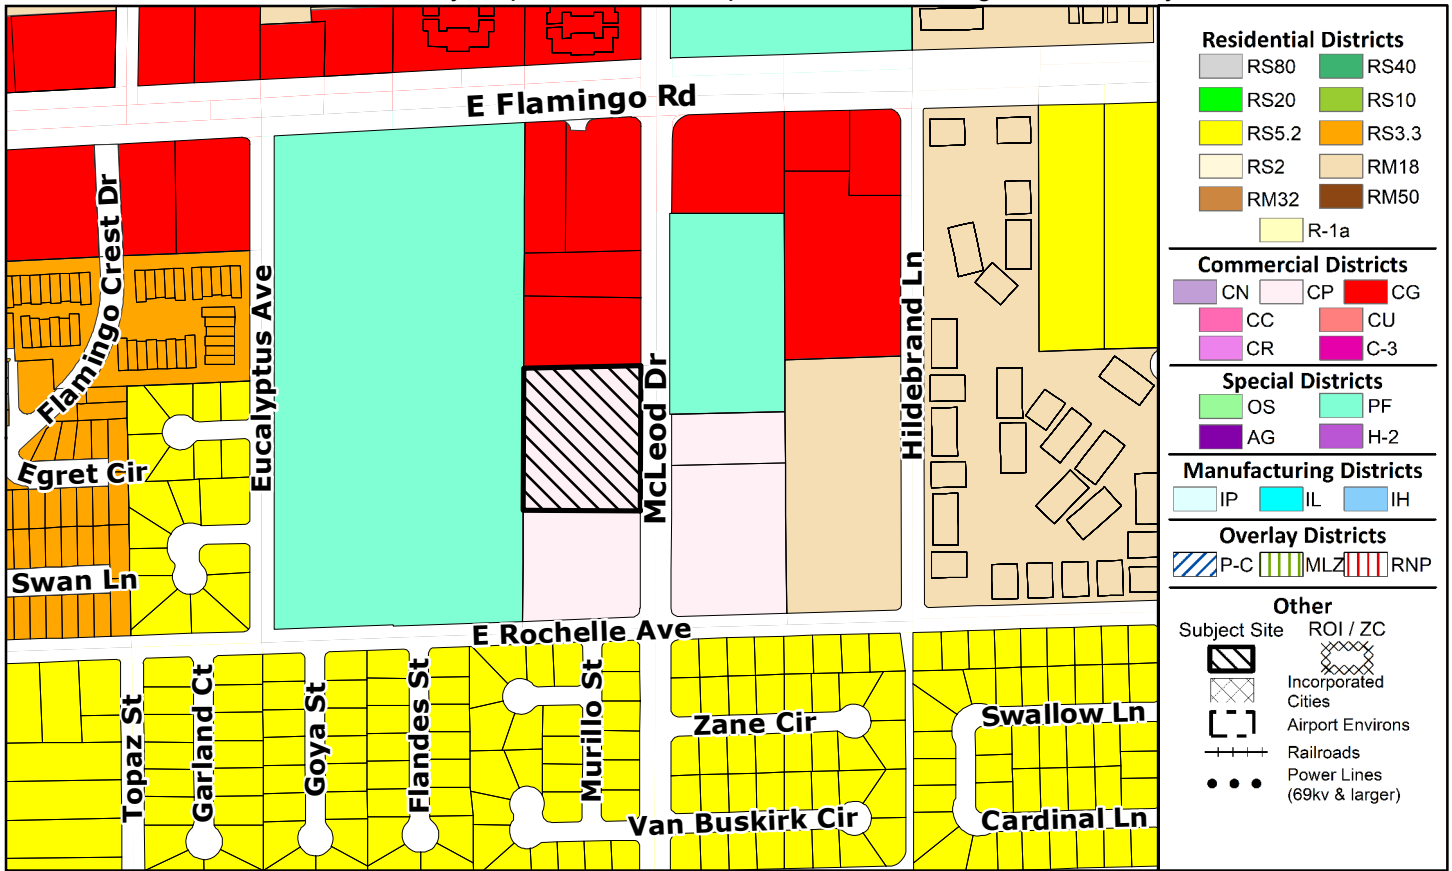 E Flamingo Rd
Flamingo Crest Dr
Eucalyptus Ave
McLeod Dr
Hildebrand Ln
Egret Cir
Swan Ln
E Rochelle Ave
Topaz St
Garland Ct
Goya St
Flandes St
Murillo St
Zane Cir
Swallow Ln
Van Buskirk Cir
Cardinal Ln
Residential Districts
RS80 RS40
RS20 RS10
RS5.2 RS3.3
RS2 RM18
RM32 RM50
R-1a
Commercial Districts
CN CP CG
CC CU
CR C-3
Special Districts
OS PF
AG H-2
Manufacturing Districts
IP IL IH
Overlay Districts
P-C MLZ RNP
Other
Subject Site ROI / ZC
Incorporated
Cities
Airport Environs
Railroads
Power Lines
(69kv & larger)